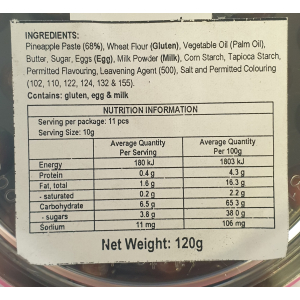 INGREDIENTS:
Pineapple Paste (68%), Wheat Flour (Gluten), Vegetable Oil (Palm Oil),
Butter, Sugar, Eggs (Egg), Milk Powder (Milk), Corn Starch, Tapioca Starch,
Permitted Flavouring, Leavening Agent (500), Salt and Permitted Colouring
(102, 110, 122, 124, 132 & 155).
Contains: gluten, egg & milk
NUTRITION INFORMATION
Serving per package: 11 pcs
Serving Size: 10g
Average Quantity Per Serving Average Quantity Per 100g
Energy 180 kJ 1803 kJ
Protein 0.4 g 4.3 g
Fat, total 1.6 g 16.3 g
- saturated 0.2 g 2.2 g
Carbohydrate 6.5 g 65.3 g
- sugars 3.8 g 38.0 g
Sodium 11 mg 106 mg
Net Weight: 120g